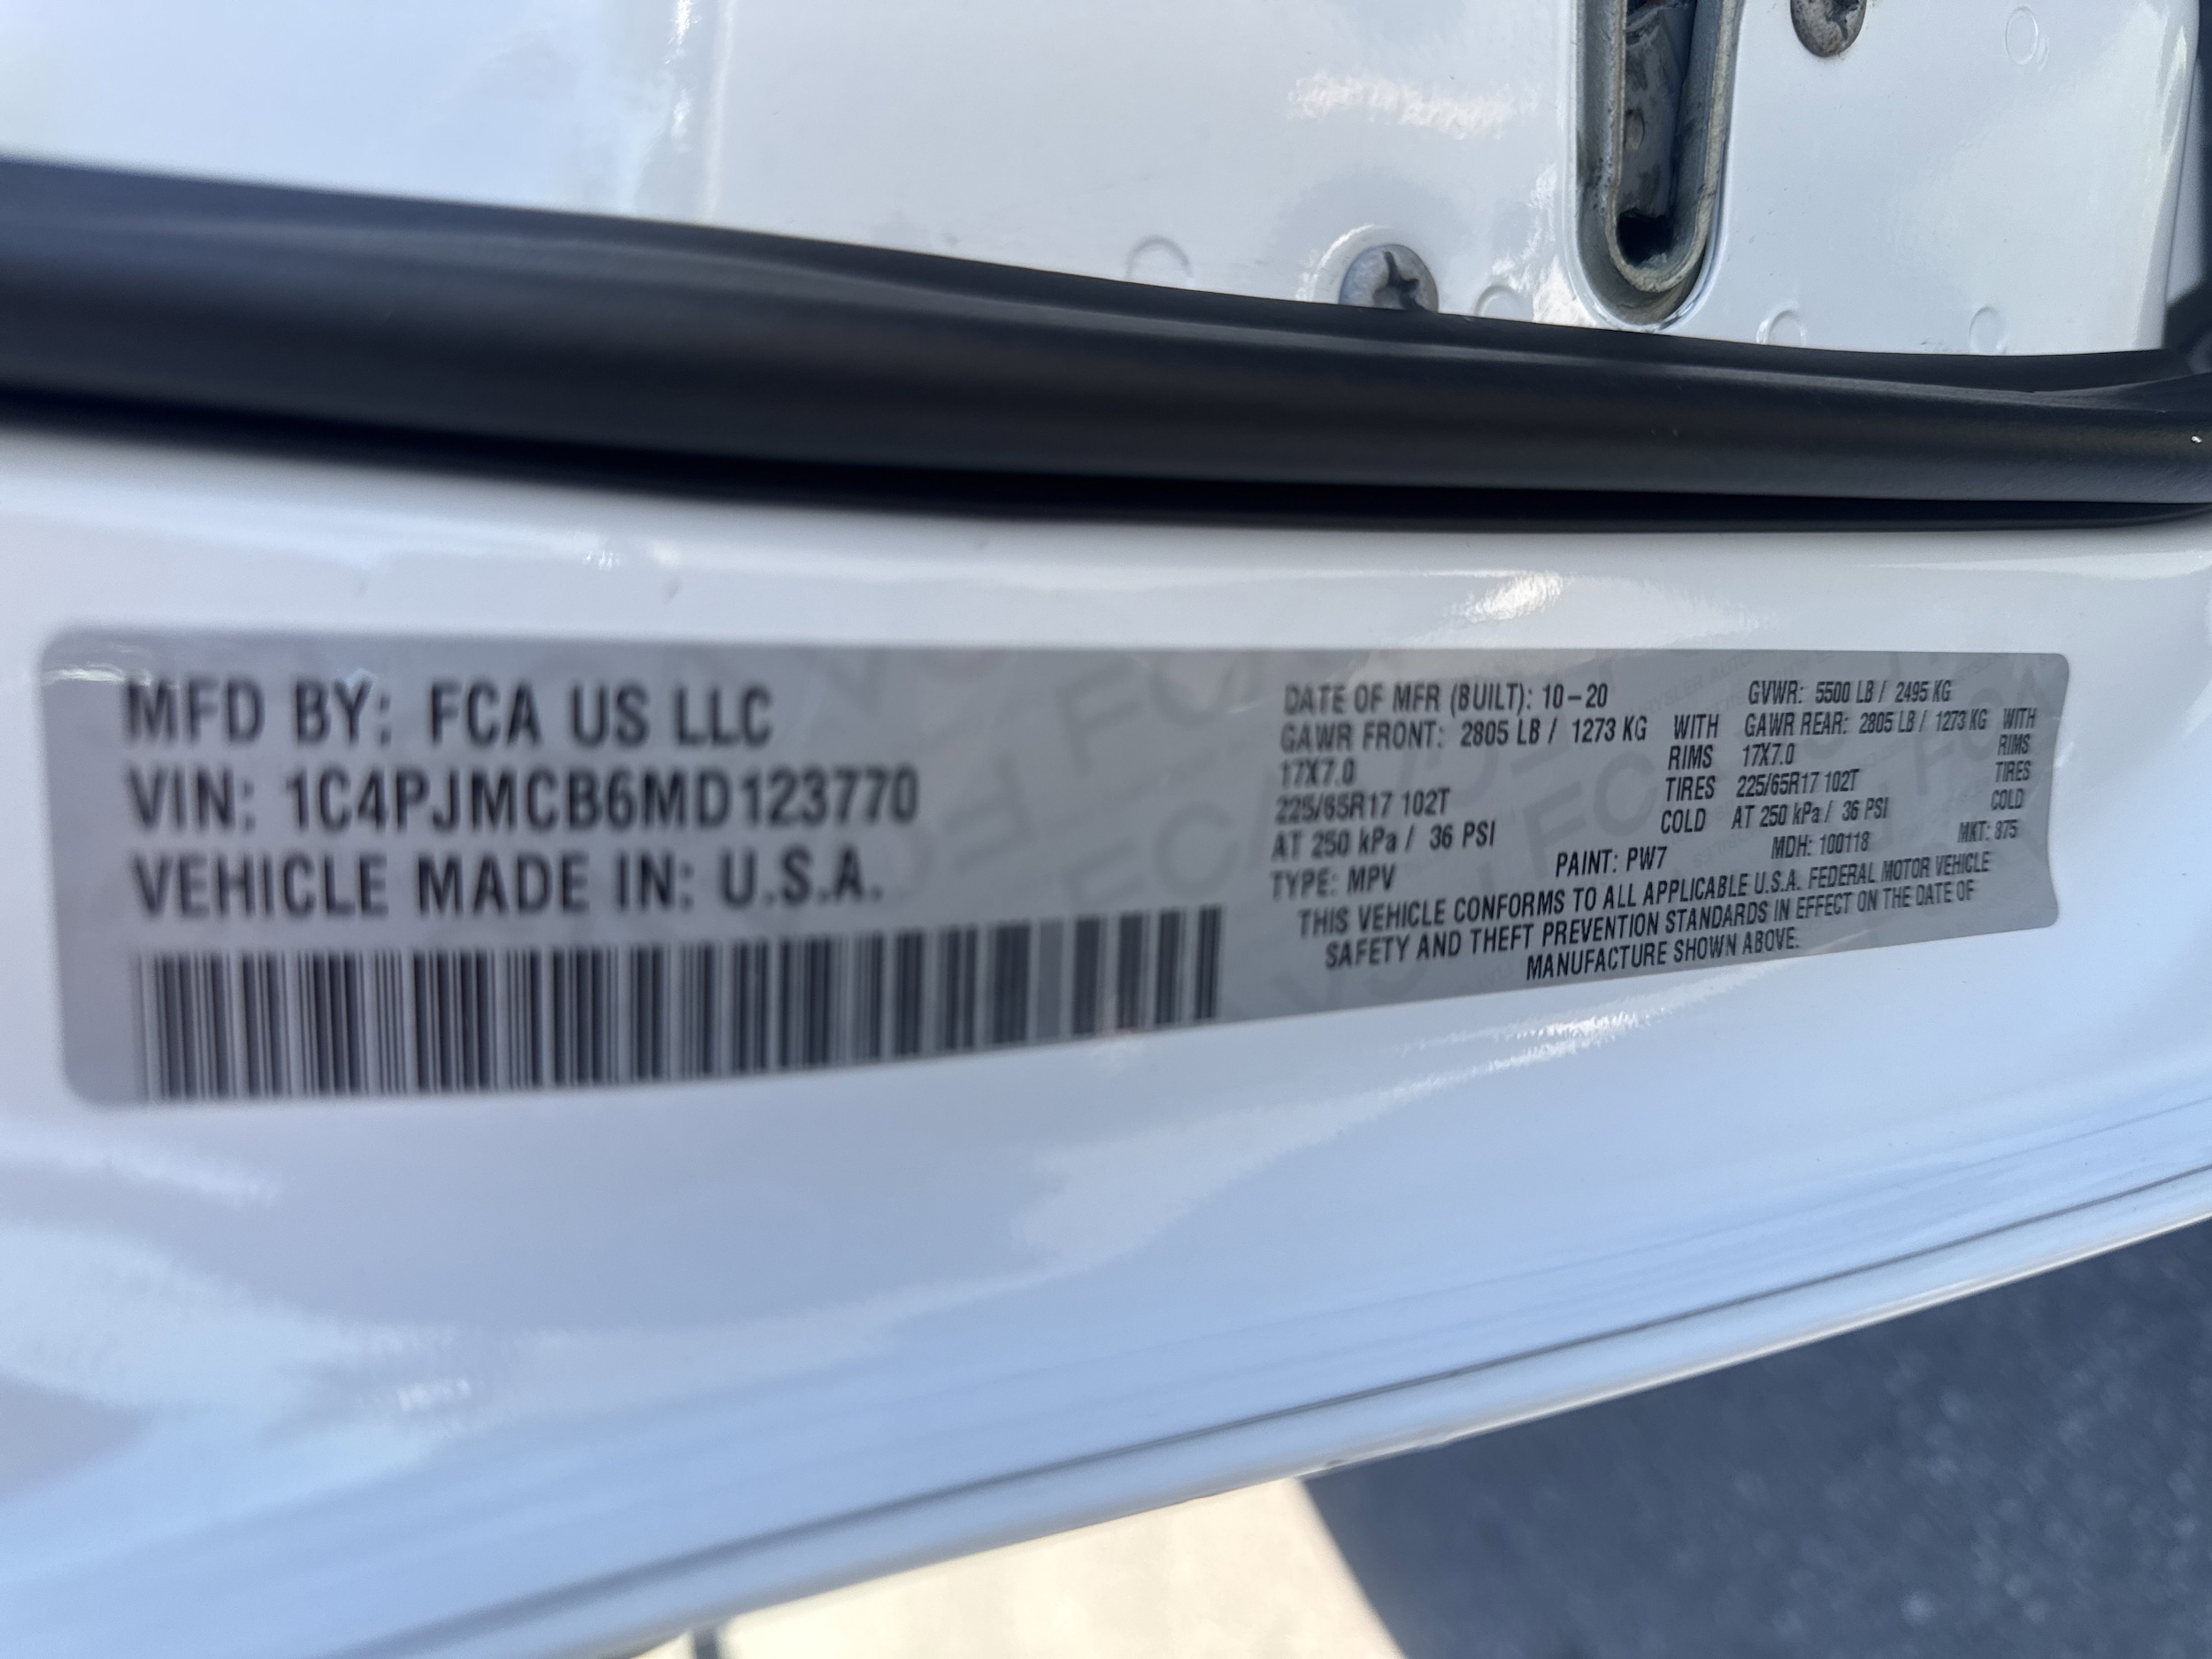 MFD BY: FCA US LLC
VIN: 1C4PJMCB6MD123770
VEHICLE MADE IN: U.S.A.
DATE OF MFR (BUILT): 10-20 GVWR: 5500 LB / 2495 KG
GAWR FRONT: 2805 LB / 1273 KG WITH GAWR REAR: 2805 LB / 1273 KG WITH
17X7.0 RIMS 17X7.0 RIMS
225/65R17 102T TIRES 225/65R17 102T TIRES
AT 250 kPa / 36 PSI COLD AT 250 kPa / 36 PSI COLD
TYPE: MPV PAINT: PW7 MDH: 100118 MKT: 875
THIS VEHICLE CONFORMS TO ALL APPLICABLE U.S.A. FEDERAL MOTOR VEHICLE
SAFETY AND THEFT PREVENTION STANDARDS IN EFFECT ON THE DATE OF
MANUFACTURE SHOWN ABOVE.